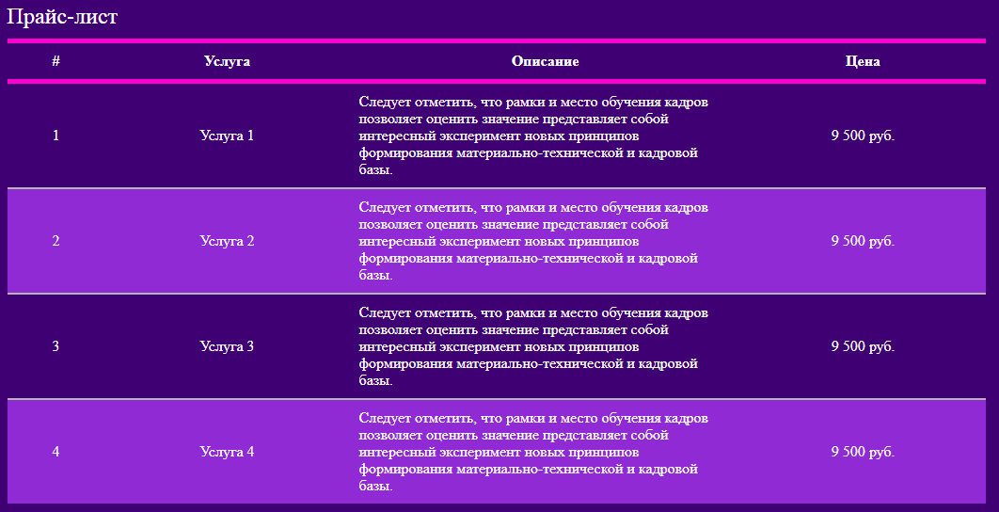 Прайс-лист
# Услуга Описание Цена
Следует отметить, что рамки и место обучения кадров
позволяет оценить значение представляет собой
1 Услуга 1 интересный эксперимент новых принципов 9 500 руб.
формирования материально-технической и кадровой
базы.
Следует отметить, что рамки и место обучения кадров
позволяет оценить значение представляет собой
2 Услуга 2 интересный эксперимент новых принципов 9 500 руб.
формирования материально-технической и кадровой
базы.
Следует отметить, что рамки и место обучения кадров
позволяет оценить значение представляет собой
3 Услуга 3 интересный эксперимент новых принципов 9 500 руб.
формирования материально-технической и кадровой
базы.
Следует отметить, что рамки и место обучения кадров
позволяет оценить значение представляет собой
4 Услуга 4 интересный эксперимент новых принципов 9 500 руб.
формирования материально-технической и кадровой
базы.